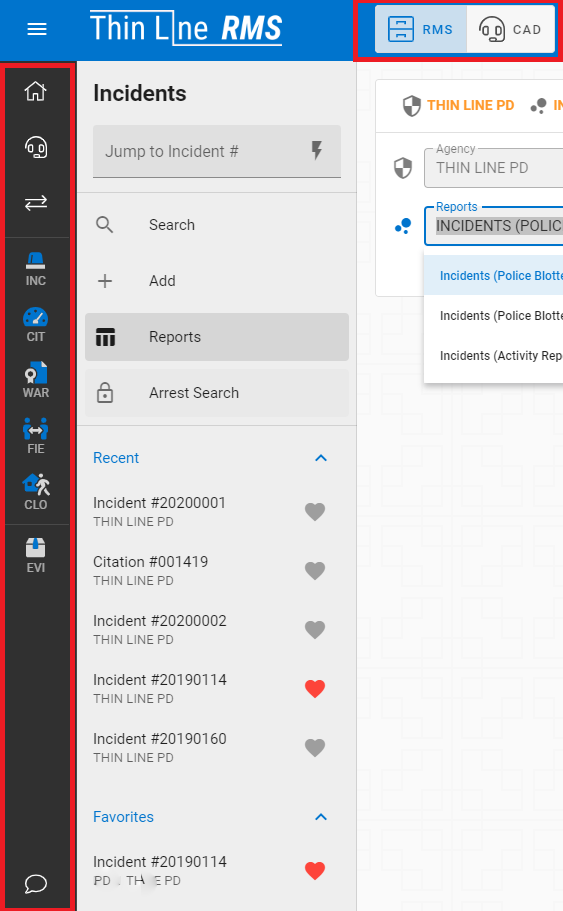 Thin Line RMS
RMS
CAD
INC
CIT
WAR
FIE
CLO
EVI
Incidents
Jump to Incident #
Search
Add
Reports
Arrest Search
Recent
Incident #20200001
THIN LINE PD
Citation #001419
THIN LINE PD
Incident #20200002
THIN LINE PD
Incident #20190114
THIN LINE PD
Incident #20190160
THIN LINE PD
Favorites
Incident #20190114
PD
PD
THIN LINE PD
IN
Agency
THIN LINE PD
Reports
INCIDENTS (POLIC
Incidents (Police Blotte
Incidents (Police Blotte
Incidents (Activity Rep